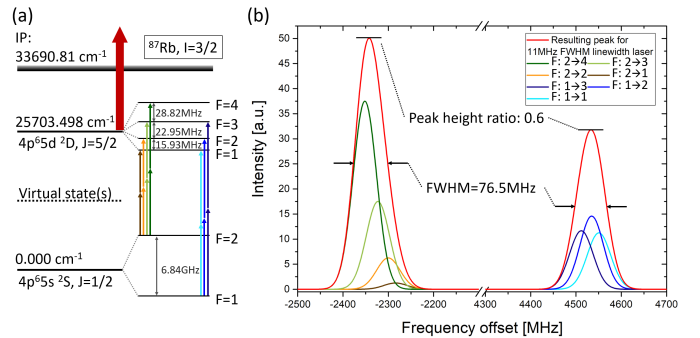 (a)
IP:
33690.81 cm⁻¹
⁸⁷Rb, I=3/2
25703.498 cm⁻¹
4p⁶5d ²D, J=5/2
F=4
28.82MHz
F=3
22.95MHz
F=2
15.93MHz
F=1
Virtual state(s)
0.000 cm⁻¹
4p⁶5s ²S, J=1/2
F=2
6.84GHz
F=1
(b)
Intensity [a.u.]
50
45
40
35
30
25
20
15
10
5
0
Resulting peak for
11MHz FWHM linewidth laser
F: 2→4
F: 2→3
F: 2→2
F: 2→1
F: 1→3
F: 1→2
F: 1→1
Peak height ratio: 0.6
FWHM=76.5MHz
-2500 -2400 -2300 -2200 4300 4400 4500 4600 4700
Frequency offset [MHz]